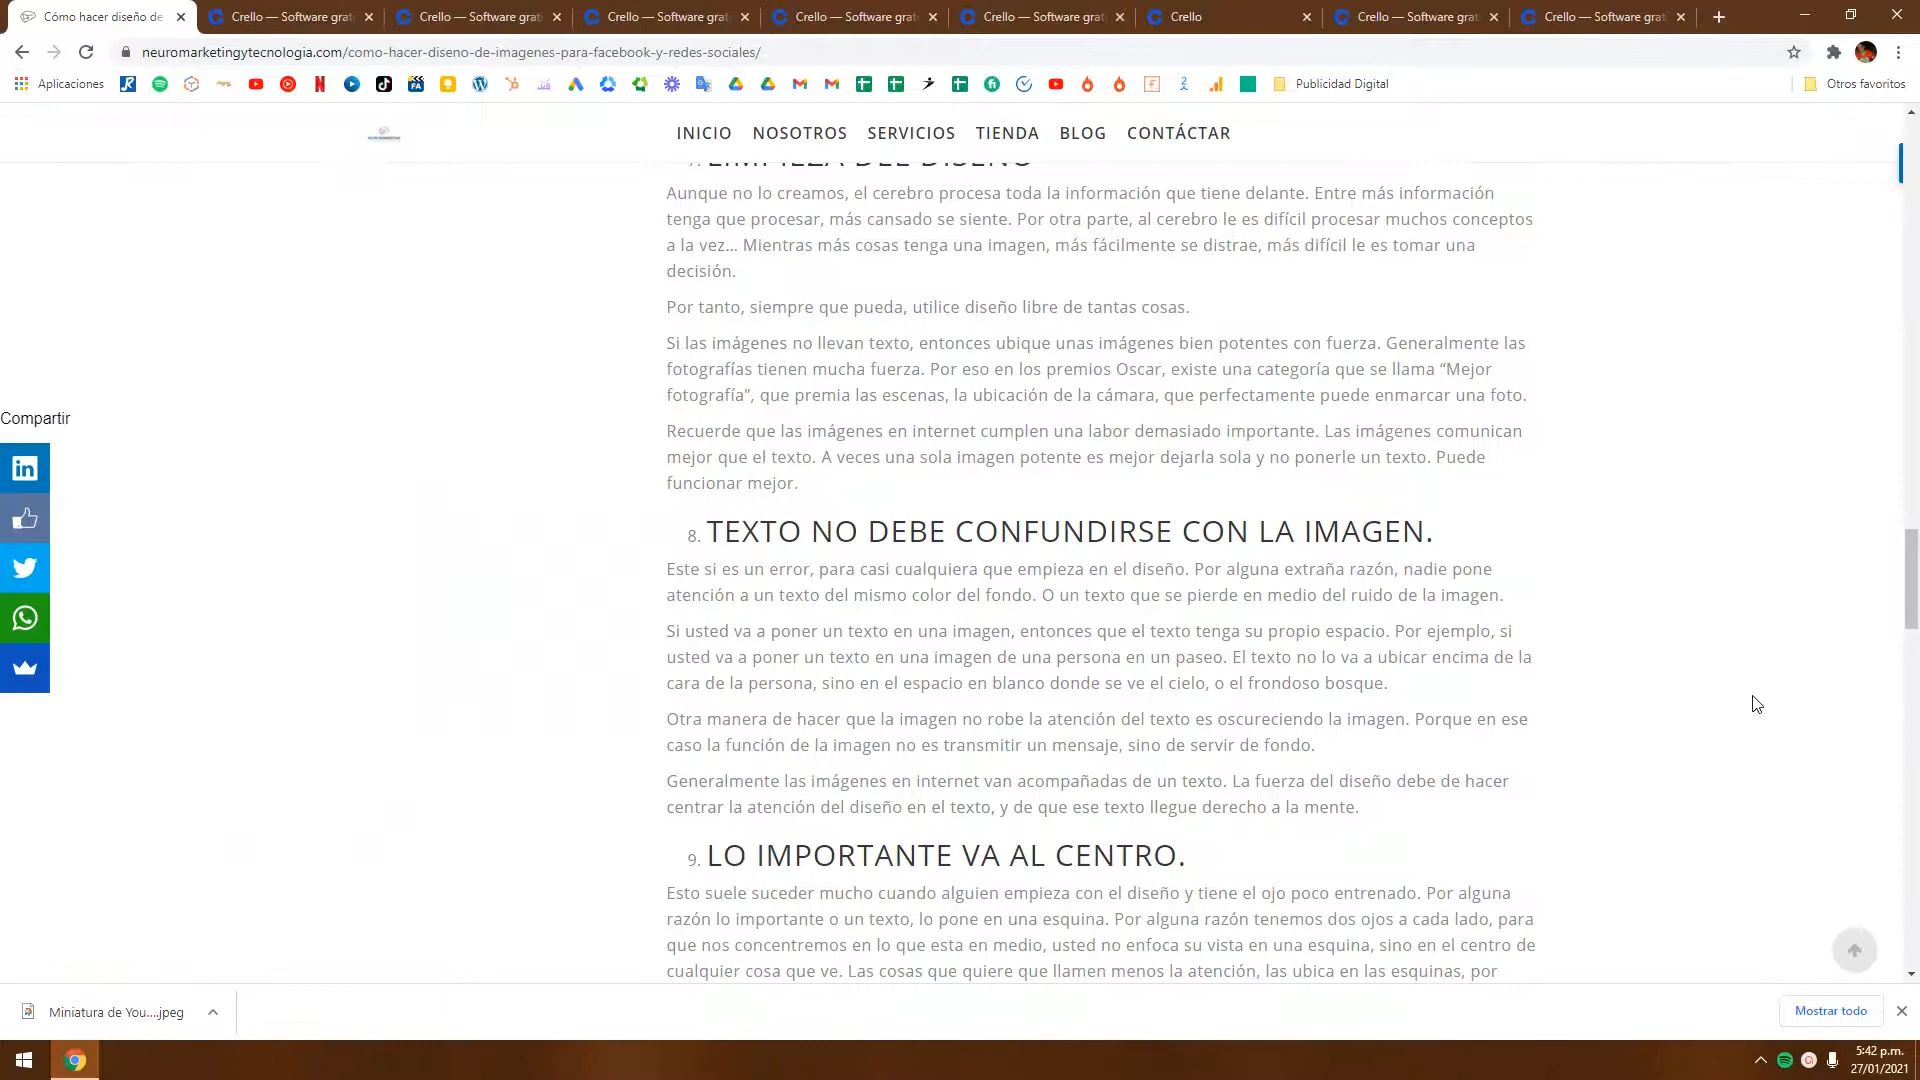 Cómo hacer diseño de
Crello — Software grat
Crello — Software grati
Crello — Software grat
Crello — Software grat
Crello — Software grat
Crello
Crello — Software grat
Crello — Software grat
neuromarketingytecnologia.com/como-hacer-diseno-de-imagenes-para-facebook-y-redes-sociales/
Aplicaciones
Publicidad Digital
Otros favoritos
INICIO NOSOTROS SERVICIOS TIENDA BLOG CONTÁCTAR
7. LIMPIEZA DEL DISEÑO
Aunque no lo creamos, el cerebro procesa toda la información que tiene delante. Entre más información
tenga que procesar, más cansado se siente. Por otra parte, al cerebro le es difícil procesar muchos conceptos
a la vez... Mientras más cosas tenga una imagen, más fácilmente se distrae, más difícil le es tomar una
decisión.
Por tanto, siempre que pueda, utilice diseño libre de tantas cosas.
Si las imágenes no llevan texto, entonces ubique unas imágenes bien potentes con fuerza. Generalmente las
fotografías tienen mucha fuerza. Por eso en los premios Oscar, existe una categoría que se llama “Mejor
fotografía”, que premia las escenas, la ubicación de la cámara, que perfectamente puede enmarcar una foto.
Recuerde que las imágenes en internet cumplen una labor demasiado importante. Las imágenes comunican
mejor que el texto. A veces una sola imagen potente es mejor dejarla sola y no ponerle un texto. Puede
funcionar mejor.
Compartir
8. TEXTO NO DEBE CONFUNDIRSE CON LA IMAGEN.
Este si es un error, para casi cualquiera que empieza en el diseño. Por alguna extraña razón, nadie pone
atención a un texto del mismo color del fondo. O un texto que se pierde en medio del ruido de la imagen.
Si usted va a poner un texto en una imagen, entonces que el texto tenga su propio espacio. Por ejemplo, si
usted va a poner un texto en una imagen de una persona en un paseo. El texto no lo va a ubicar encima de la
cara de la persona, sino en el espacio en blanco donde se ve el cielo, o el frondoso bosque.
Otra manera de hacer que la imagen no robe la atención del texto es oscureciendo la imagen. Porque en ese
caso la función de la imagen no es transmitir un mensaje, sino de servir de fondo.
Generalmente las imágenes en internet van acompañadas de un texto. La fuerza del diseño debe de hacer
centrar la atención del diseño en el texto, y de que ese texto llegue derecho a la mente.
9. LO IMPORTANTE VA AL CENTRO.
Esto suele suceder mucho cuando alguien empieza con el diseño y tiene el ojo poco entrenado. Por alguna
razón lo importante o un texto, lo pone en una esquina. Por alguna razón tenemos dos ojos a cada lado, para
que nos concentremos en lo que esta en medio, usted no enfoca su vista en una esquina, sino en el centro de
cualquier cosa que ve. Las cosas que quiere que llamen menos la atención, las ubica en las esquinas, por
Miniatura de You....jpeg
Mostrar todo
5:42 p.m.
27/01/2021